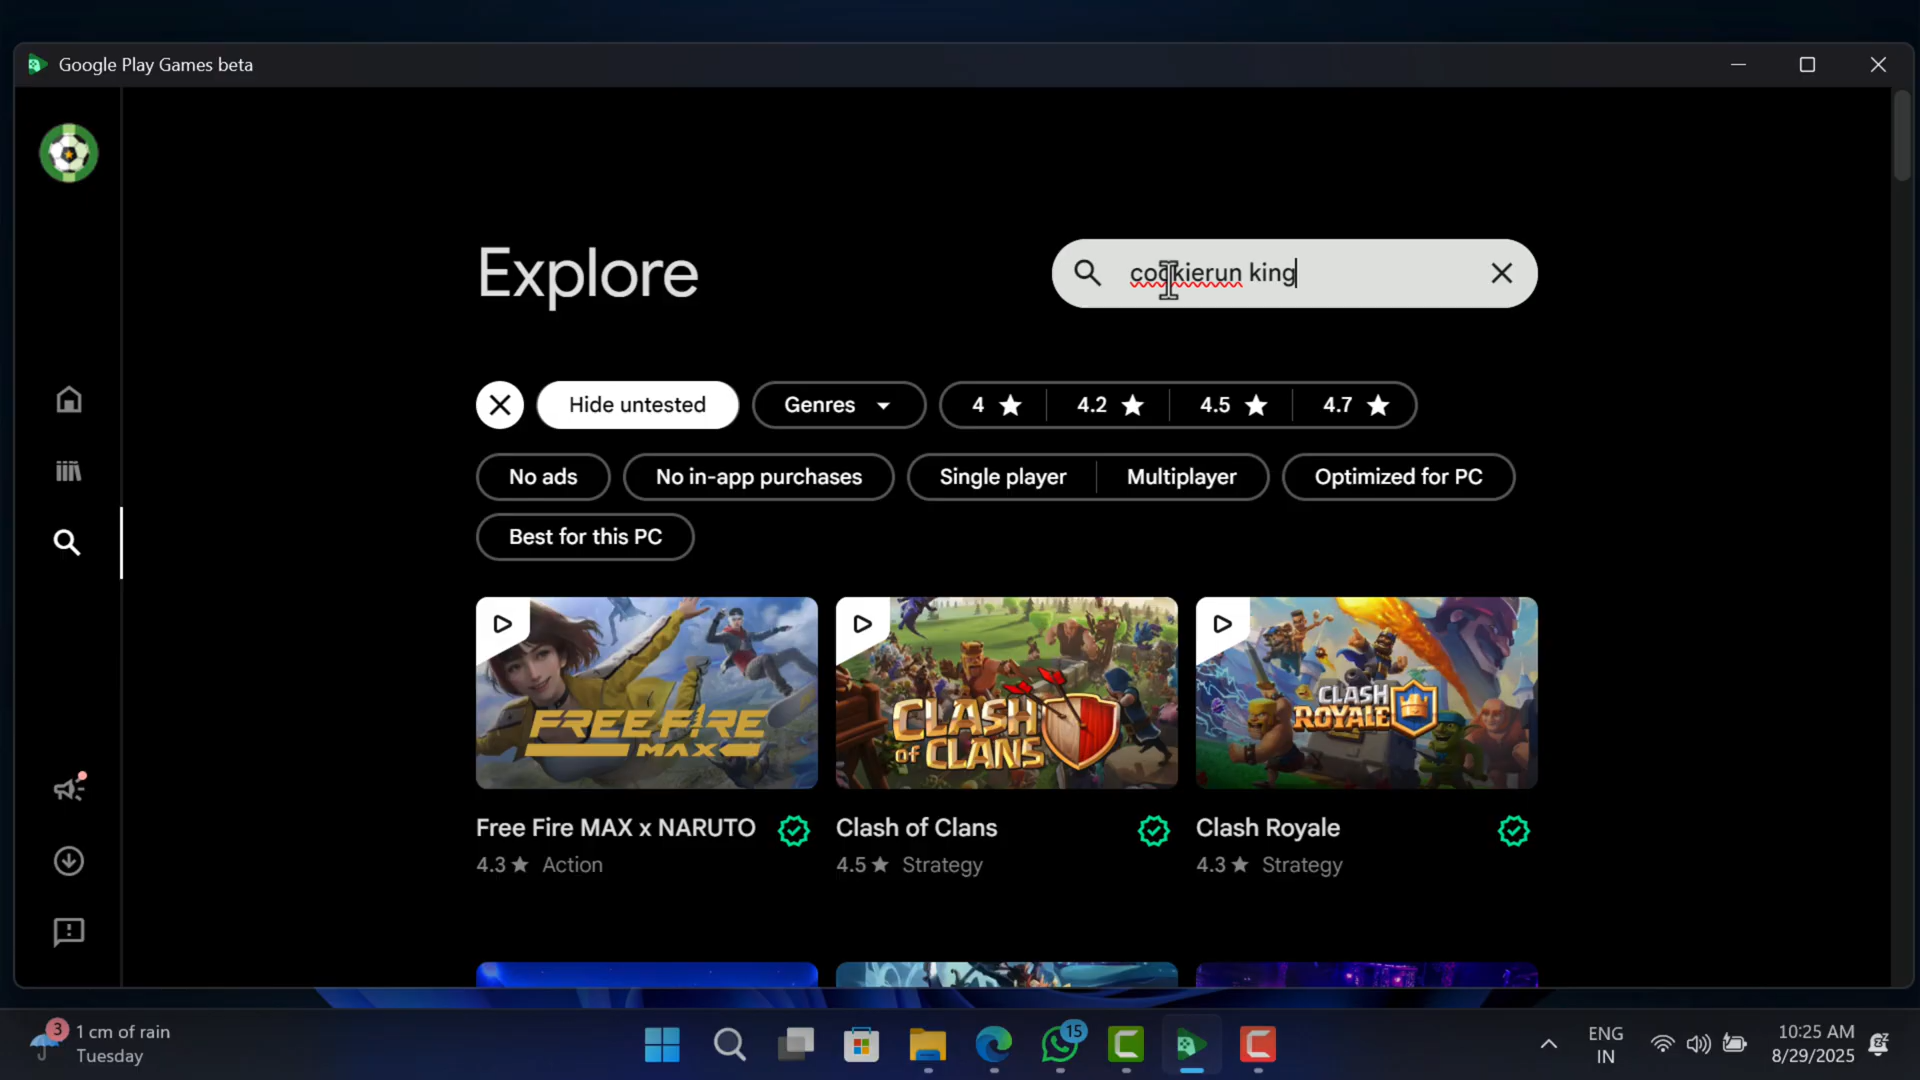 Google Play Games beta
Explore
cookierun king
Hide untested
Genres
4
4.2
4.5
4.7
No ads
No in-app purchases
Single player
Multiplayer
Optimized for PC
Best for this PC
FREE FIRE
MAX
CLASH
OF CLANS
CLASH
ROYALE
Free Fire MAX x NARUTO
Clash of Clans
Clash Royale
4.3 ★ Action
4.5 ★ Strategy
4.3 ★ Strategy
3
1 cm of rain
Tuesday
15
ENG
IN
10:25 AM
8/29/2025